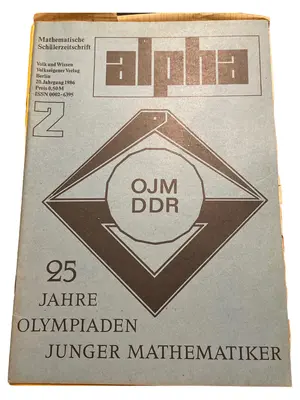 Mathematische
Schülerzeitschrift
alpha
Volk und Wissen
Volkseigener Verlag
Berlin
20. Jahrgang 1986
Preis 0,50 M
ISSN 0002-6395
2
OJM
DDR
25
JAHRE
OLYMPIADEN
JUNGER MATHEMATIKER